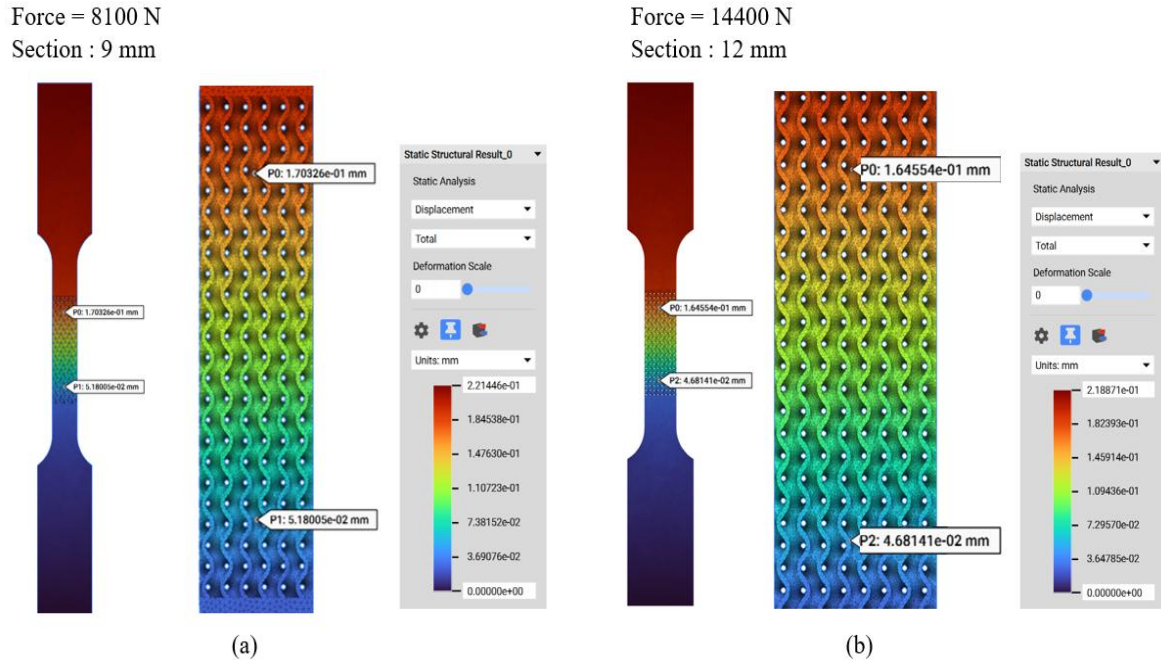 Force = 8100 N
Section : 9 mm
P0: 1.70326e-01 mm
P1: 5.18005e-02 mm
P0: 1.70326e-01 mm
P1: 5.18005e-02 mm
Static Structural Result_0
Static Analysis
Displacement
Total
Deformation Scale
0
Units: mm
2.21446e-01
1.84538e-01
1.47630e-01
1.10723e-01
7.38152e-02
3.69076e-02
0.00000e+00
(a)
Force = 14400 N
Section : 12 mm
P0: 1.64554e-01 mm
P2: 4.68141e-02 mm
P0: 1.64554e-01 mm
P2: 4.68141e-02 mm
Static Structural Result_0
Static Analysis
Displacement
Total
Deformation Scale
0
Units: mm
2.18871e-01
1.82393e-01
1.45914e-01
1.09436e-01
7.29570e-02
3.64785e-02
0.00000e+00
(b)